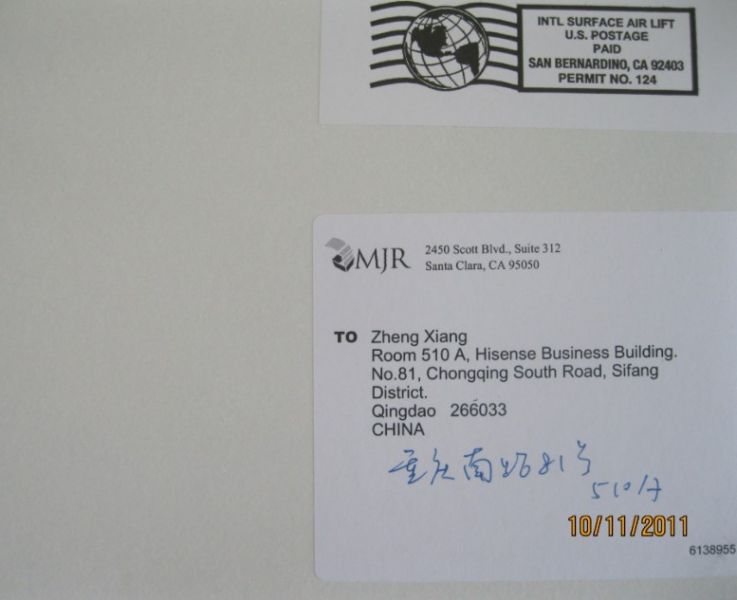 INTL SURFACE AIR LIFT
U.S. POSTAGE
PAID
SAN BERNARDINO, CA 92403
PERMIT NO. 124
MJR
2450 Scott Blvd., Suite 312
Santa Clara, CA 95050
TO Zheng Xiang
Room 510 A, Hisense Business Building.
No.81, Chongqing South Road, Sifang
District.
Qingdao 266033
CHINA
重庆南路81号
510A
10/11/2011
6138955